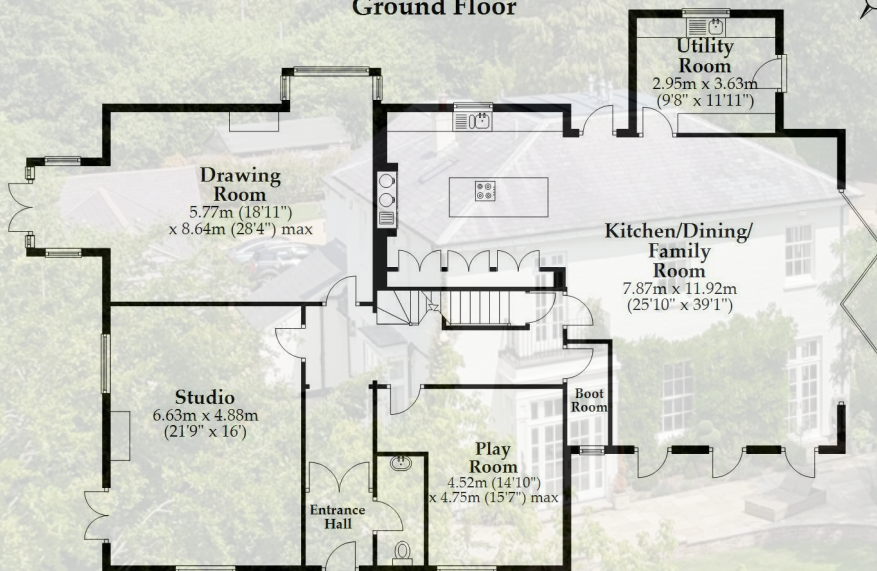 Ground Floor
Utility
Room
2.95m x 3.63m
(9'8" x 11'11")
Drawing
Room
5.77m (18'11")
x 8.64m (28'4") max
Kitchen/Dining/
Family
Room
7.87m x 11.92m
(25'10" x 39'1")
Studio
6.63m x 4.88m
(21'9" x 16')
Boot
Room
Play
Room
4.52m (14'10")
x 4.75m (15'7") max
Entrance
Hall